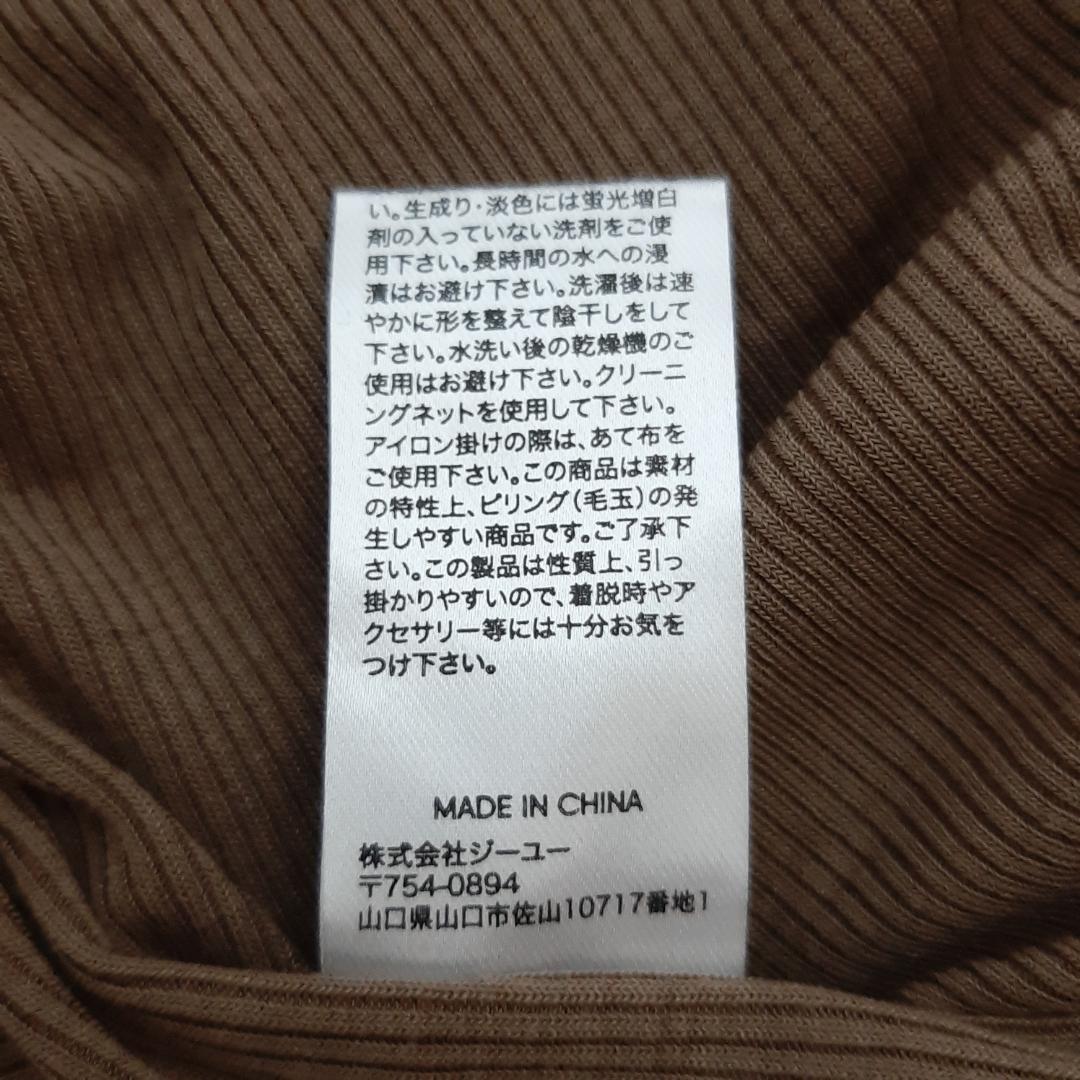 い。生成り・淡色には蛍光増白
剤の入っていない洗剤をご使
用下さい。長時間の水への浸
漬はお避け下さい。洗濯後は速
やかに形を整えて陰干しをして
下さい。水洗い後の乾燥機のご
使用はお避け下さい。クリーニ
ングネットを使用して下さい。
アイロン掛けの際は、あて布を
ご使用下さい。この商品は素材
の特性上、ピリング(毛玉)の発
生しやすい商品です。ご了承下
さい。この製品は性質上、引っ
掛かりやすいので、着脱時やア
クセサリー等には十分お気を
つけ下さい。
MADE IN CHINA
株式会社ジーユー
〒754-0894
山口県山口市佐山10717番地1